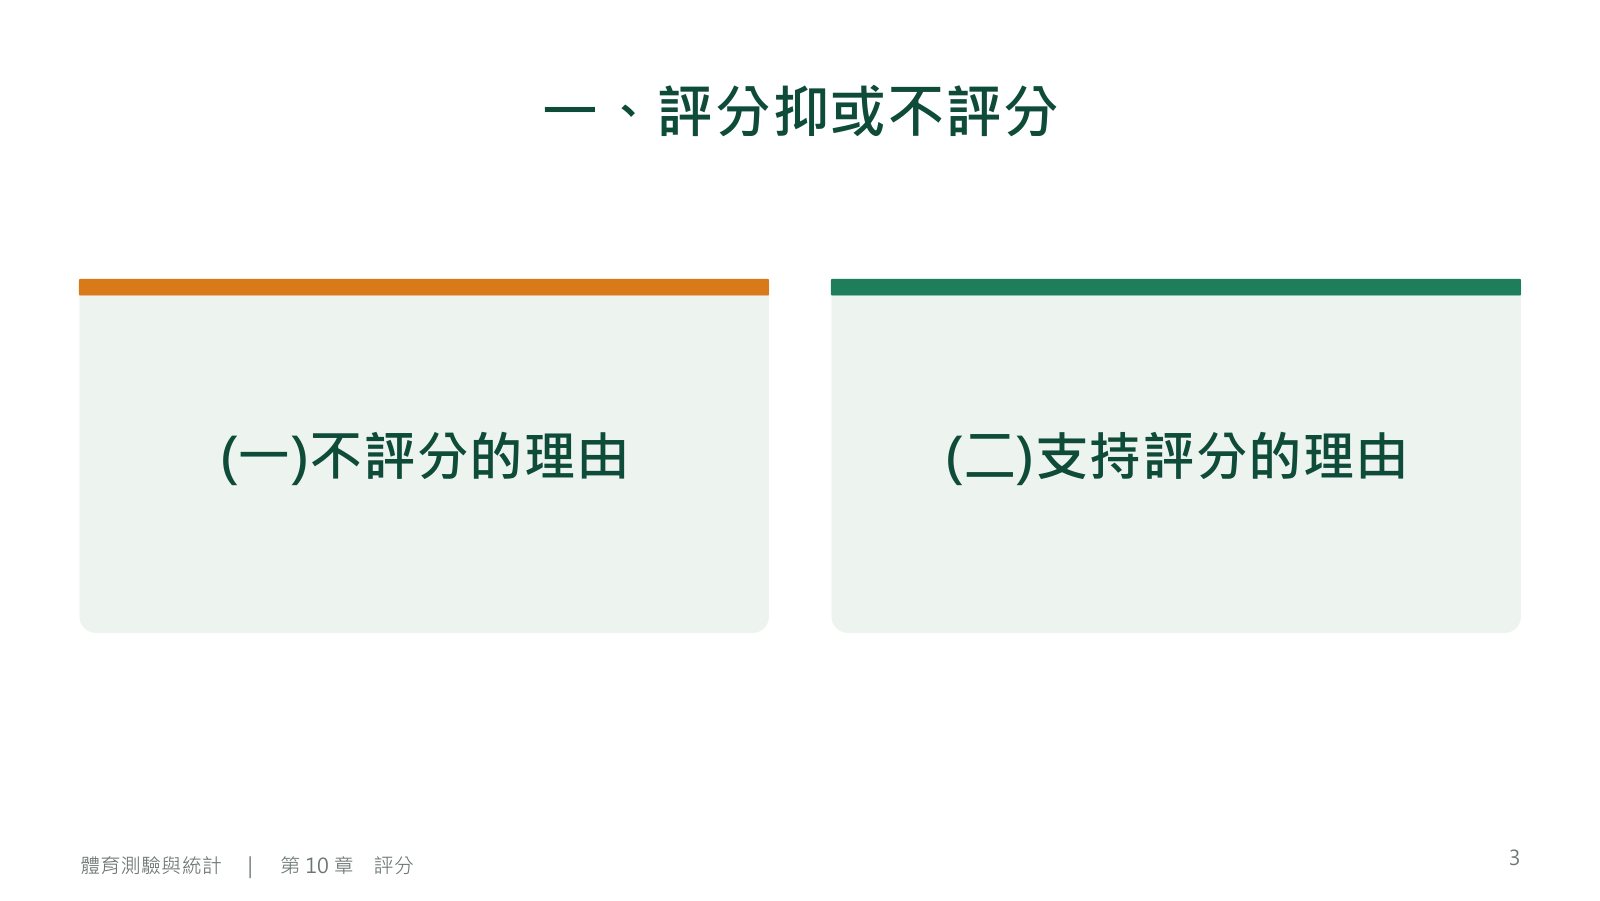 一、評分抑或不評分
(一)不評分的理由
(二)支持評分的理由
體育測驗與統計 | 第 10 章 評分
3